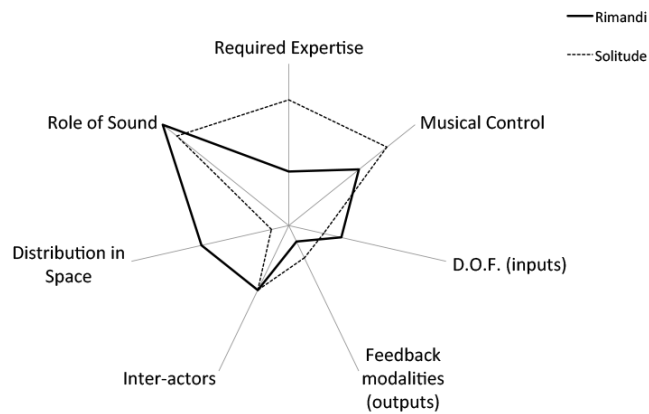 Rimandi
Solitude
Required Expertise
Role of Sound
Musical Control
Distribution in
Space
D.O.F. (inputs)
Inter-actors
Feedback
modalities
(outputs)